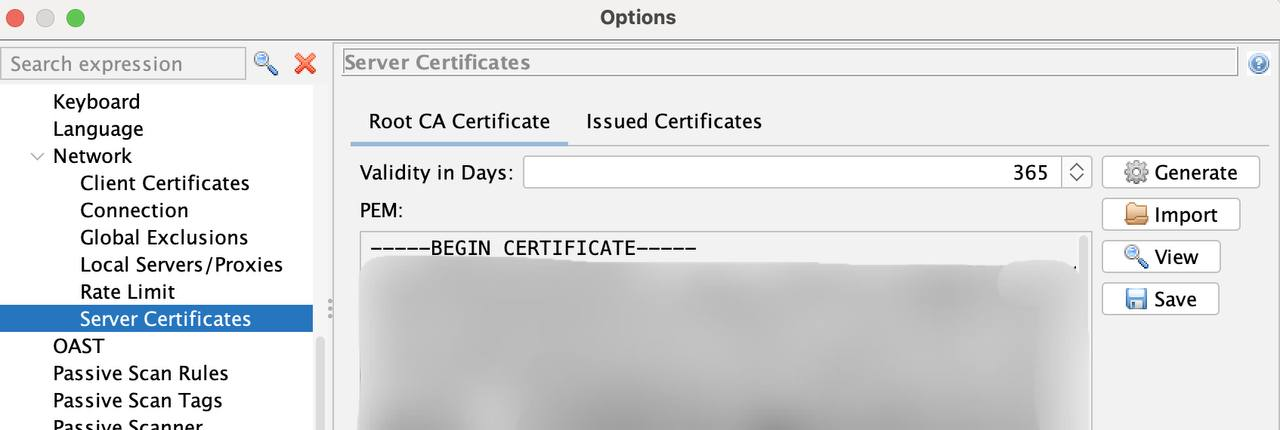 Options
Search expression
Keyboard
Language
Network
Client Certificates
Connection
Global Exclusions
Local Servers/Proxies
Rate Limit
Server Certificates
OAST
Passive Scan Rules
Passive Scan Tags
Passive Scanner
Server Certificates
Root CA Certificate
Issued Certificates
Validity in Days:
365
Generate
PEM:
Import
-----BEGIN CERTIFICATE-----
View
Save